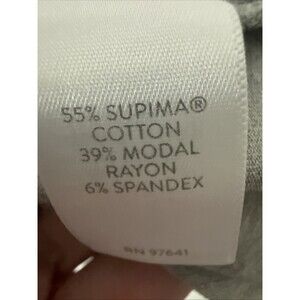 55% SUPIMA®
COTTON
39% MODAL
RAYON
6% SPANDEX
RN 97641